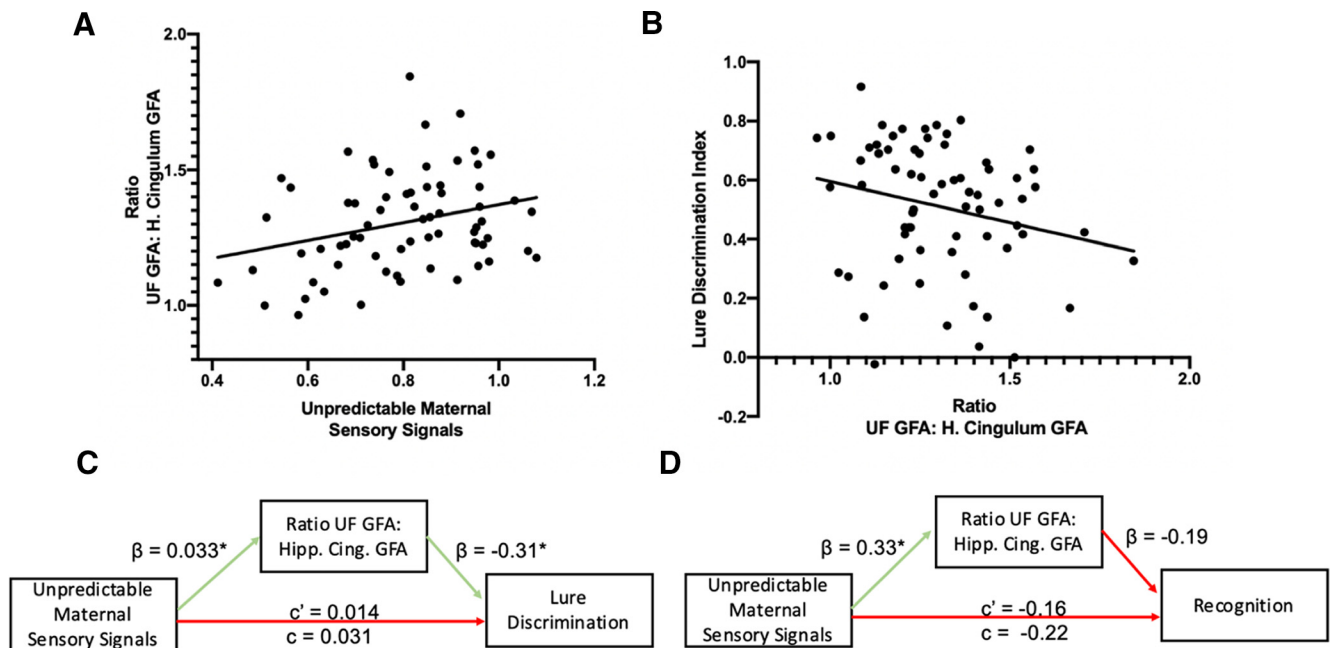 A
2.0
1.5
1.0
Ratio
UF GFA: H. Cingulum GFA
0.4 0.6 0.8 1.0 1.2
Unpredictable Maternal
Sensory Signals
B
1.0
0.8
0.6
0.4
0.2
0.0
-0.2
Lure Discrimination Index
1.0 1.5 2.0
Ratio
UF GFA: H. Cingulum GFA
C
Ratio UF GFA:
Hipp. Cing. GFA
β = 0.033*
β = -0.31*
Unpredictable
Maternal
Sensory Signals
c' = 0.014
c = 0.031
Lure
Discrimination
D
Ratio UF GFA:
Hipp. Cing. GFA
β = 0.33*
β = -0.19
Unpredictable
Maternal
Sensory Signals
c' = -0.16
c = -0.22
Recognition